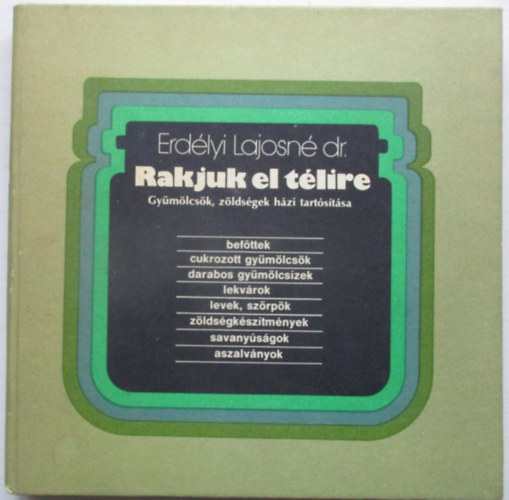 Erdélyi Lajosné dr.
Rakjuk el télire
Gyümölcsök, zöldségek házi tartósítása
befőttek
cukrozott gyümölcsök
darabos gyümölcsízek
lekvárok
levek, szörpök
zöldségkészítmények
savanyúságok
aszalványok